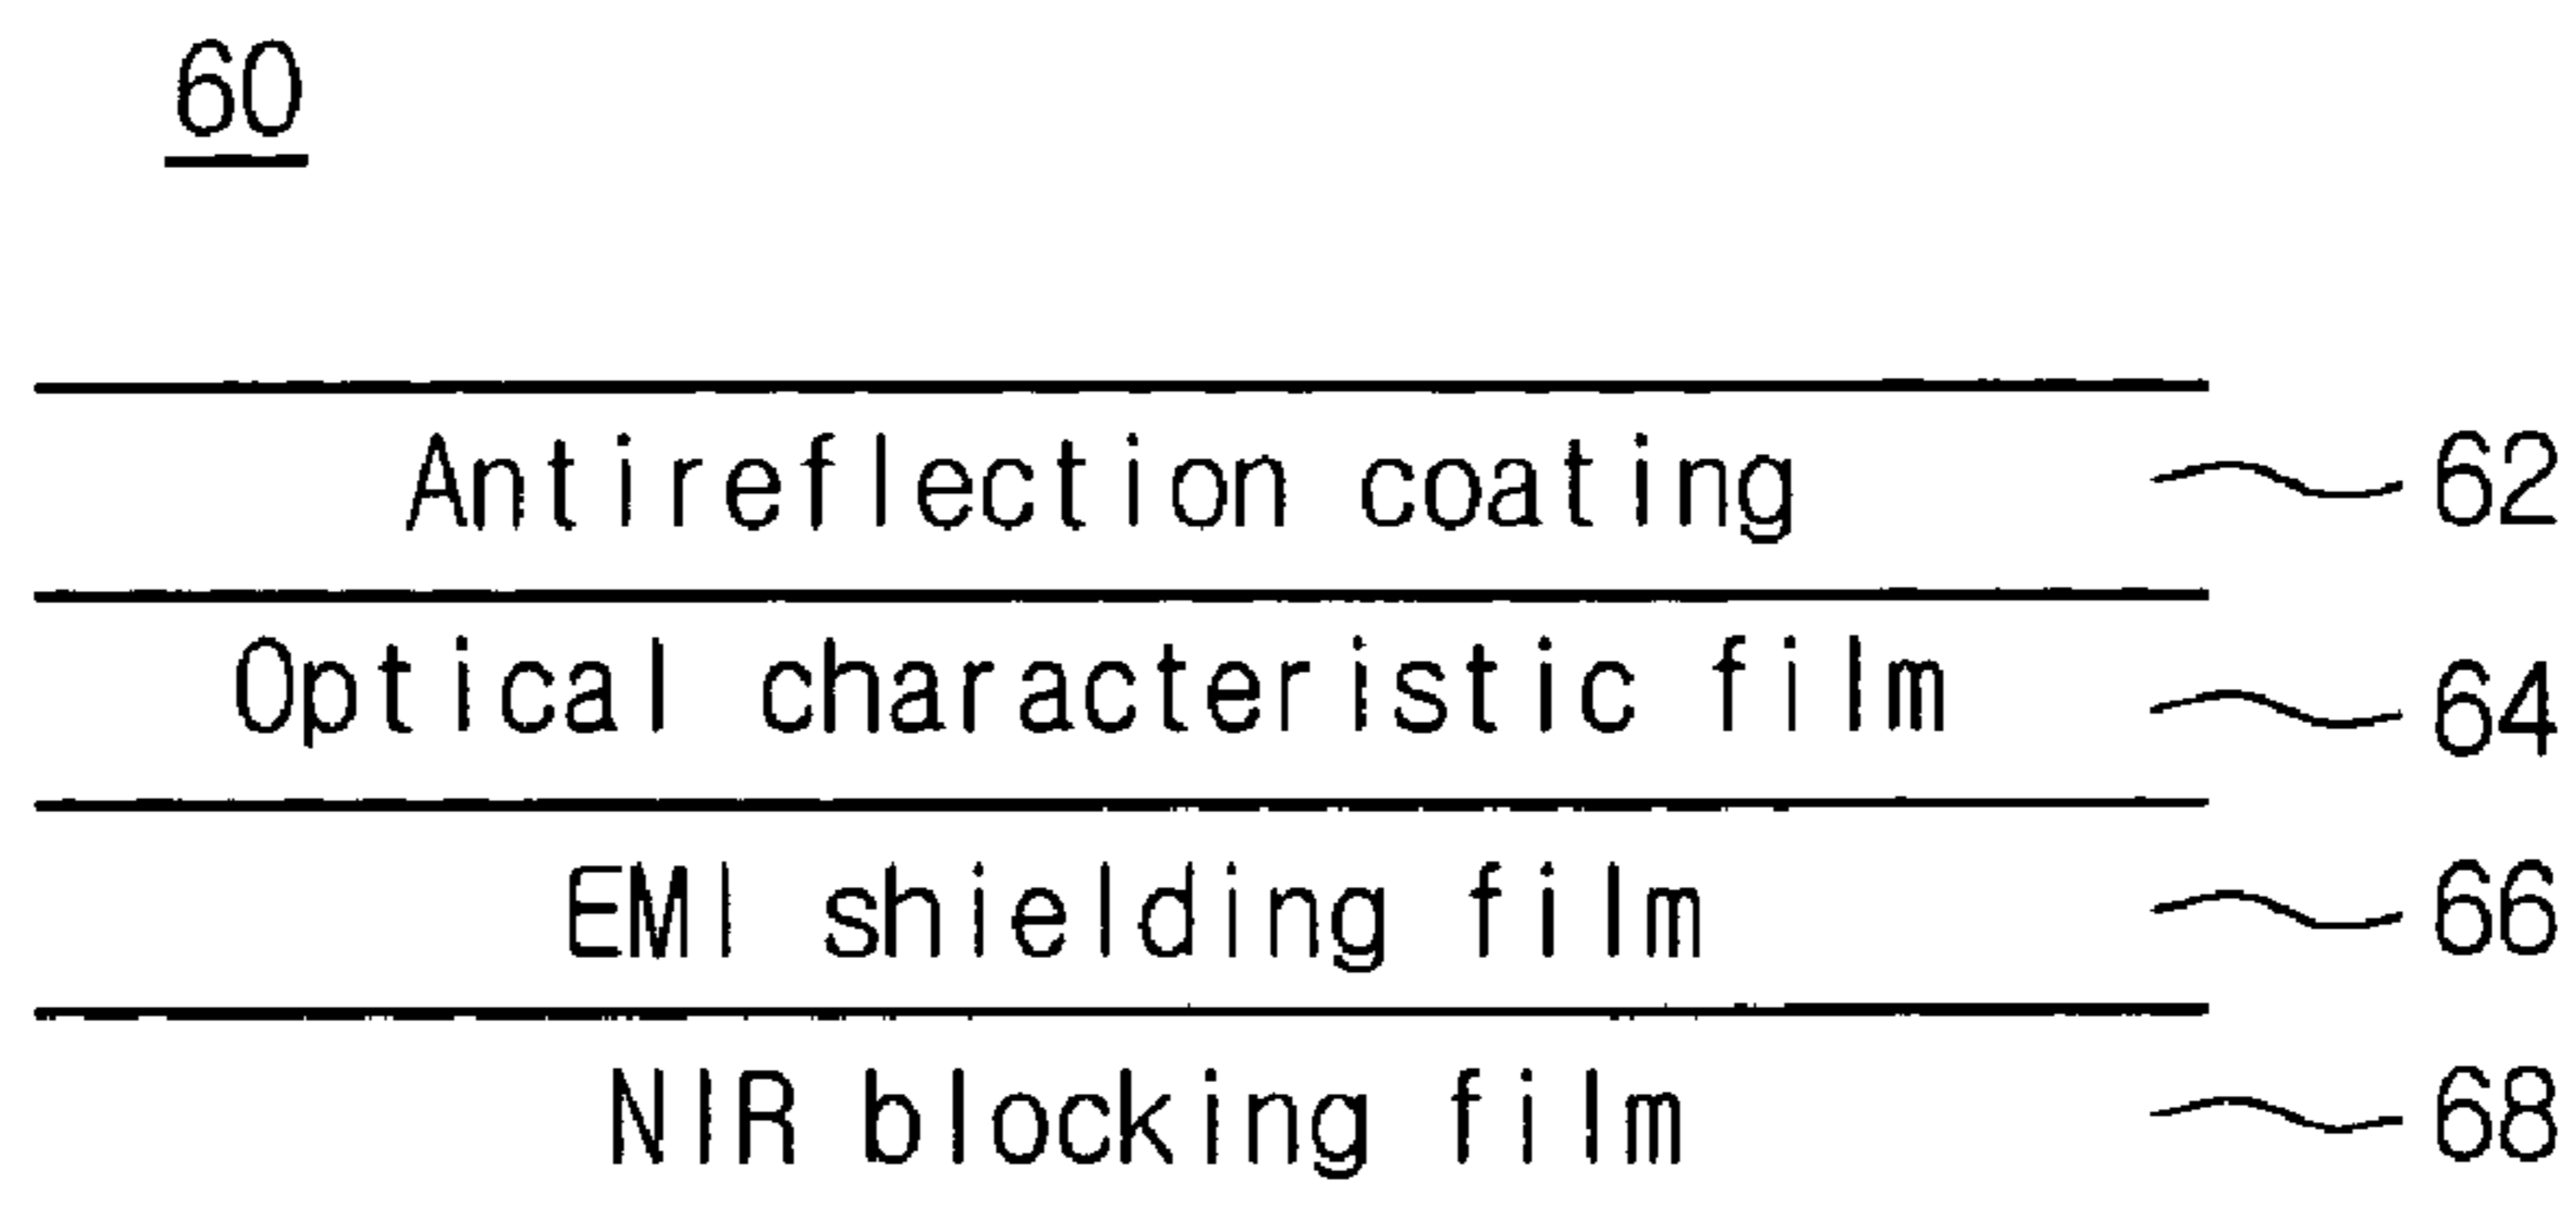 60
Antireflection coating 62
Optical characteristic film 64
EMI shielding film 66
NIR blocking film 68